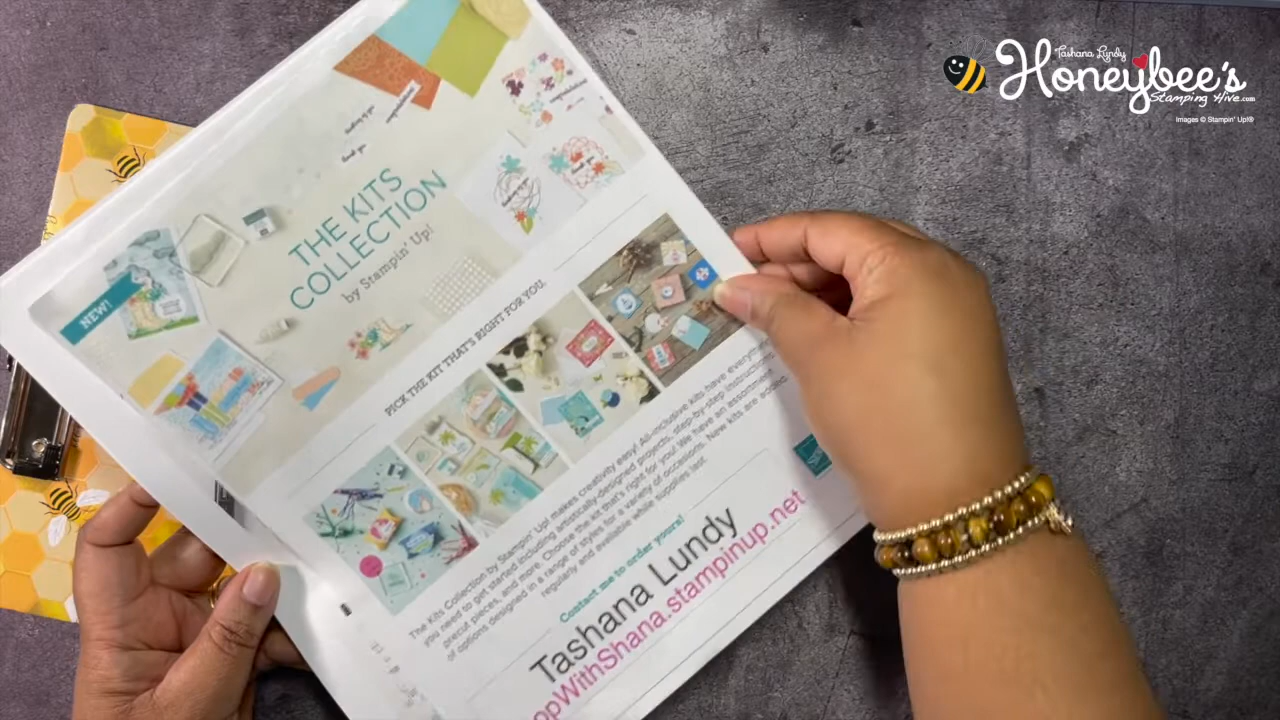 Tashana Lyndy
Honeybee's
Stamping Hive.com
Images © Stampin' Up!®
thank you
THE KITS
COLLECTION
by Stampin' Up!
NEW!
PICK THE KIT THAT'S RIGHT FOR YOU.
The Kits Collection by Stampin' Up! makes creativity easy! All-inclusive kits have everything
you need to get started including artistically-designed projects, step-by-step instructions,
precut pieces, and more. Choose the kit that's right for you! We have an assortment
of options designed in a range of styles for a variety of occasions. New kits are added
regularly and available while supplies last.
Contact me to order yours!
Tashana Lundy
opWithShana.stampinup.net